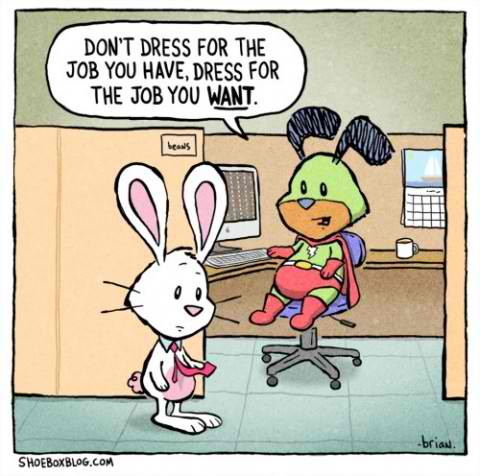 DON'T DRESS FOR THE
JOB YOU HAVE, DRESS FOR
THE JOB YOU WANT.
beans
-brian.
SHOEBOXBLOG.COM